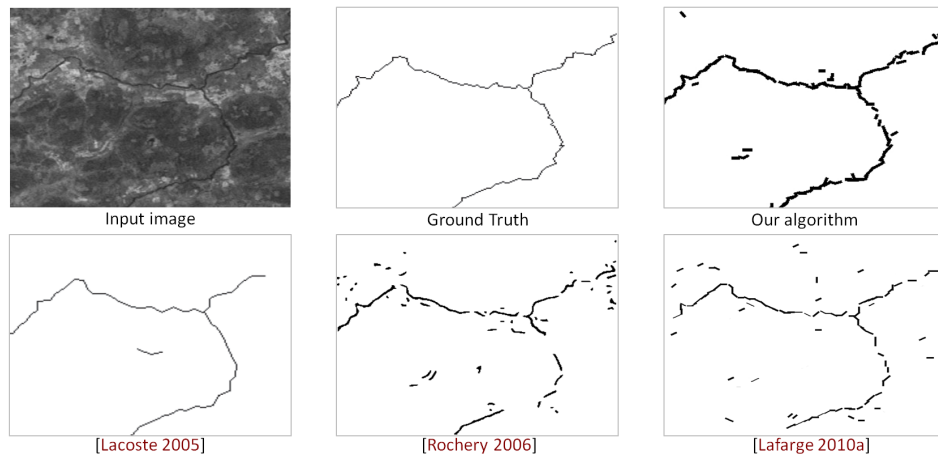 Input image
Ground Truth
Our algorithm
[Lacoste 2005]
[Rochery 2006]
[Lafarge 2010a]